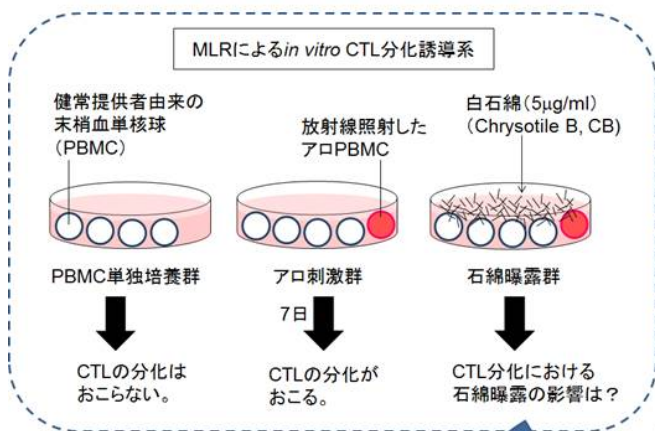 MLRによるin vitro CTL分化誘導系
健常提供者由来の
末梢血単核球
（PBMC）
放射線照射した
アロPBMC
白石綿（5μg/ml）
（Chrysotile B, CB）
PBMC単独培養群
アロ刺激群
石綿曝露群
7日
CTLの分化は
おこらない。
CTLの分化が
おこる。
CTL分化における
石綿曝露の影響は？